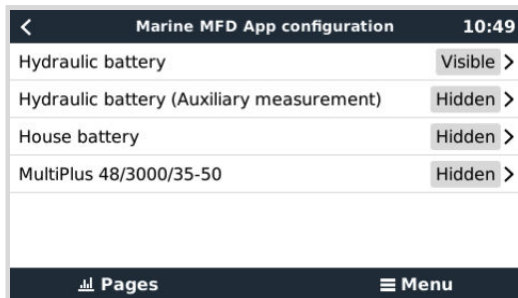 Marine MFD App configuration 10:49
Hydraulic battery Visible
Hydraulic battery (Auxiliary measurement) Hidden
House battery Hidden
MultiPlus 48/3000/35-50 Hidden
Pages Menu